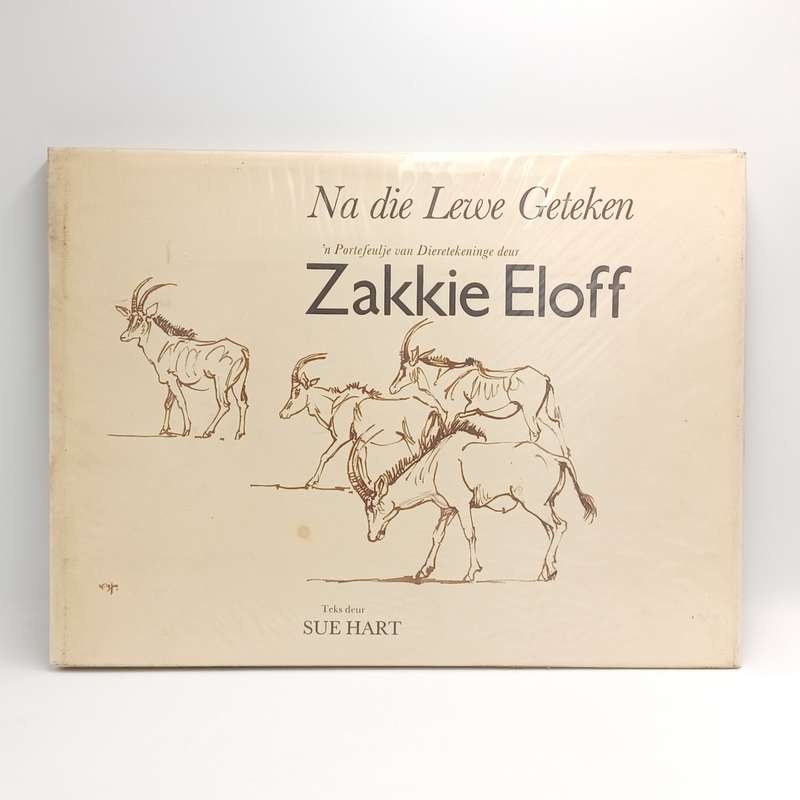 Na die Lewe Geteken
'n Portefeulje van Dieretekeninge deur
Zakkie Eloff
Teks deur
SUE HART